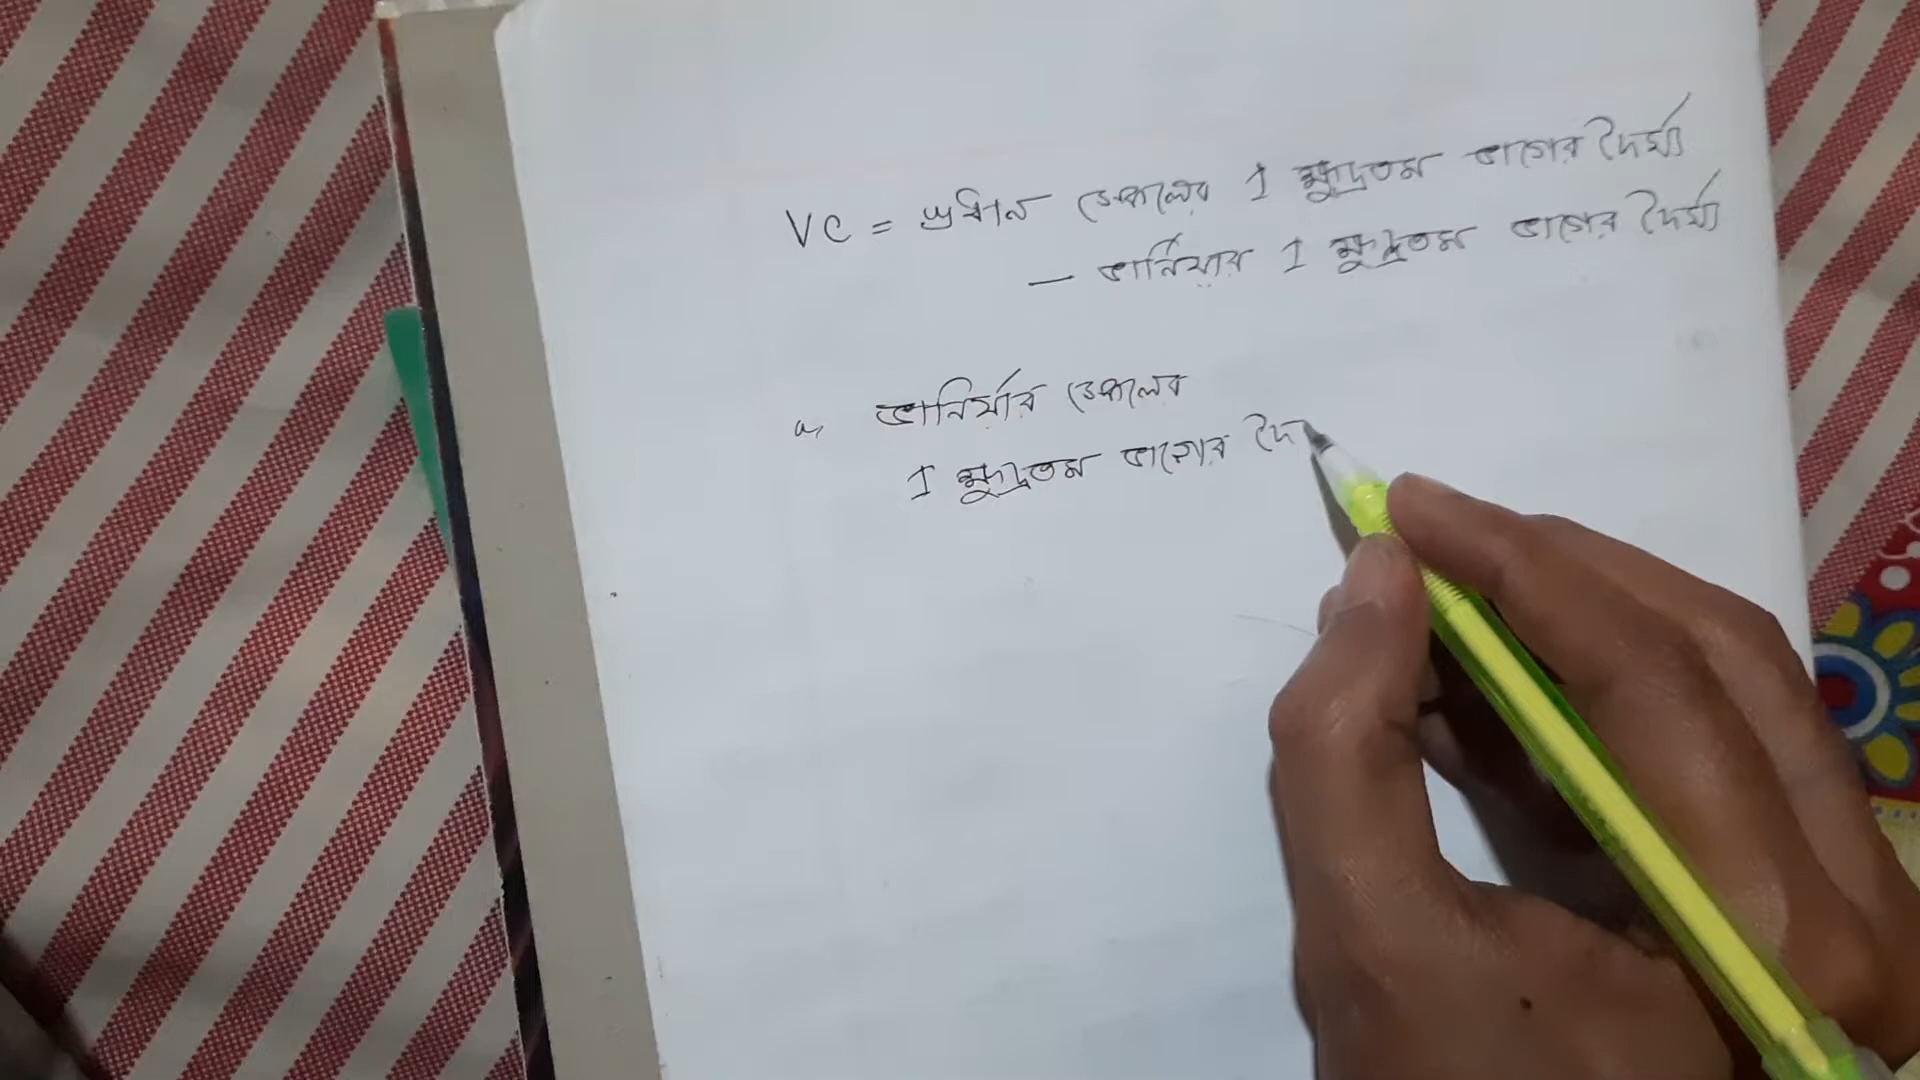 VC = প্রধান স্কেলের 1 ক্ষুদ্রতম ভাগের দৈর্ঘ্য
— ভার্নিয়ার 1 ক্ষুদ্রতম ভাগের দৈর্ঘ্য
a, ভার্নিয়ার স্কেলের
1 ক্ষুদ্রতম ভাগের দৈ